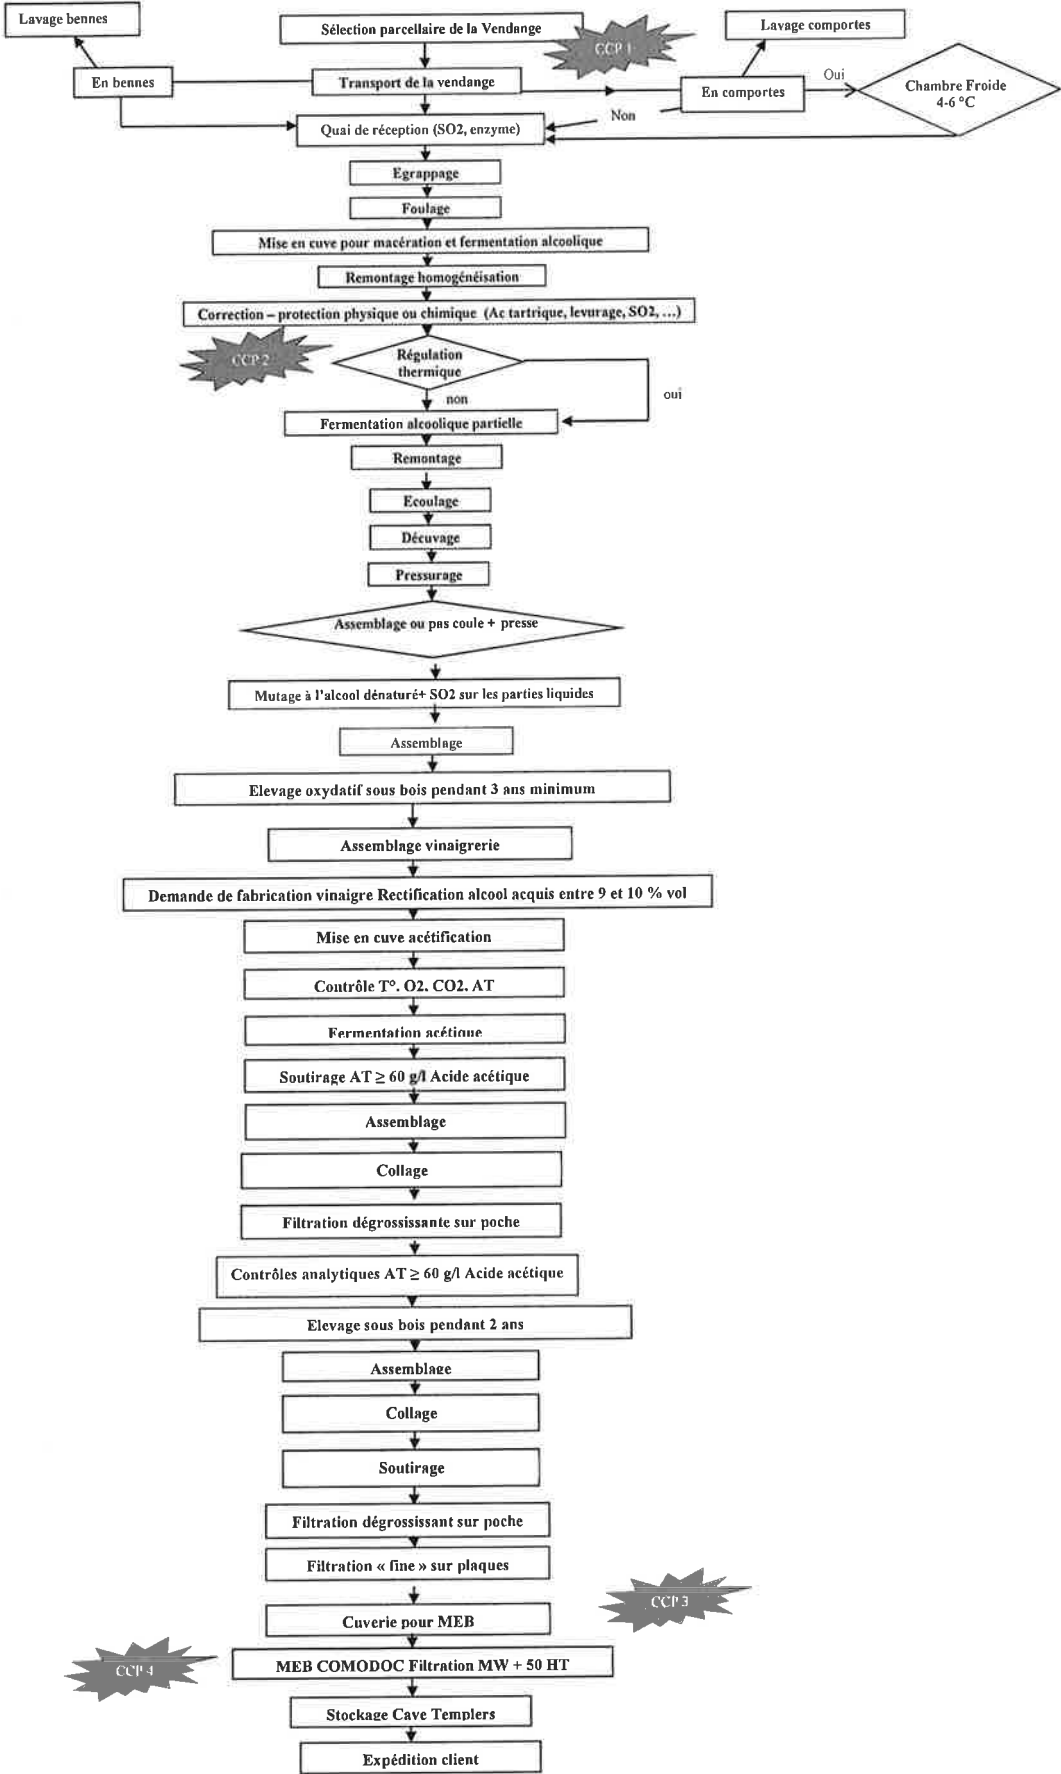 Lavage bennes
Sélection parcellaire de la Vendange
CCP 1
Lavage comportes
En bennes
Transport de la vendange
En comportes
Oui
Chambre Froide
4-6 °C
Non
Quai de réception (SO2, enzyme)
Egrappage
Foulage
Mise en cuve pour macération et fermentation alcoolique
Remontage homogénéisation
Correction – protection physique ou chimique (Ac tartrique, levurage, SO2, …)
CCP 2
Régulation
thermique
non
oui
Fermentation alcoolique partielle
Remontage
Ecoulage
Décuvage
Pressurage
Assemblage ou pas coule + presse
Mutage à l'alcool dénaturé+ SO2 sur les parties liquides
Assemblage
Elevage oxydatif sous bois pendant 3 ans minimum
Assemblage vinaigrerie
Demande de fabrication vinaigre Rectification alcool acquis entre 9 et 10 % vol
Mise en cuve acétification
Contrôle T°. O2. CO2. AT
Fermentation acétique
Soutirage AT ≥ 60 g/l Acide acétique
Assemblage
Collage
Filtration dégrossissante sur poche
Contrôles analytiques AT ≥ 60 g/l Acide acétique
Elevage sous bois pendant 2 ans
Assemblage
Collage
Soutirage
Filtration dégrossissant sur poche
Filtration « fine » sur plaques
CCP 3
Cuverie pour MEB
CCP 4
MEB COMODOC Filtration MW + 50 HT
Stockage Cave Templers
Expédition client